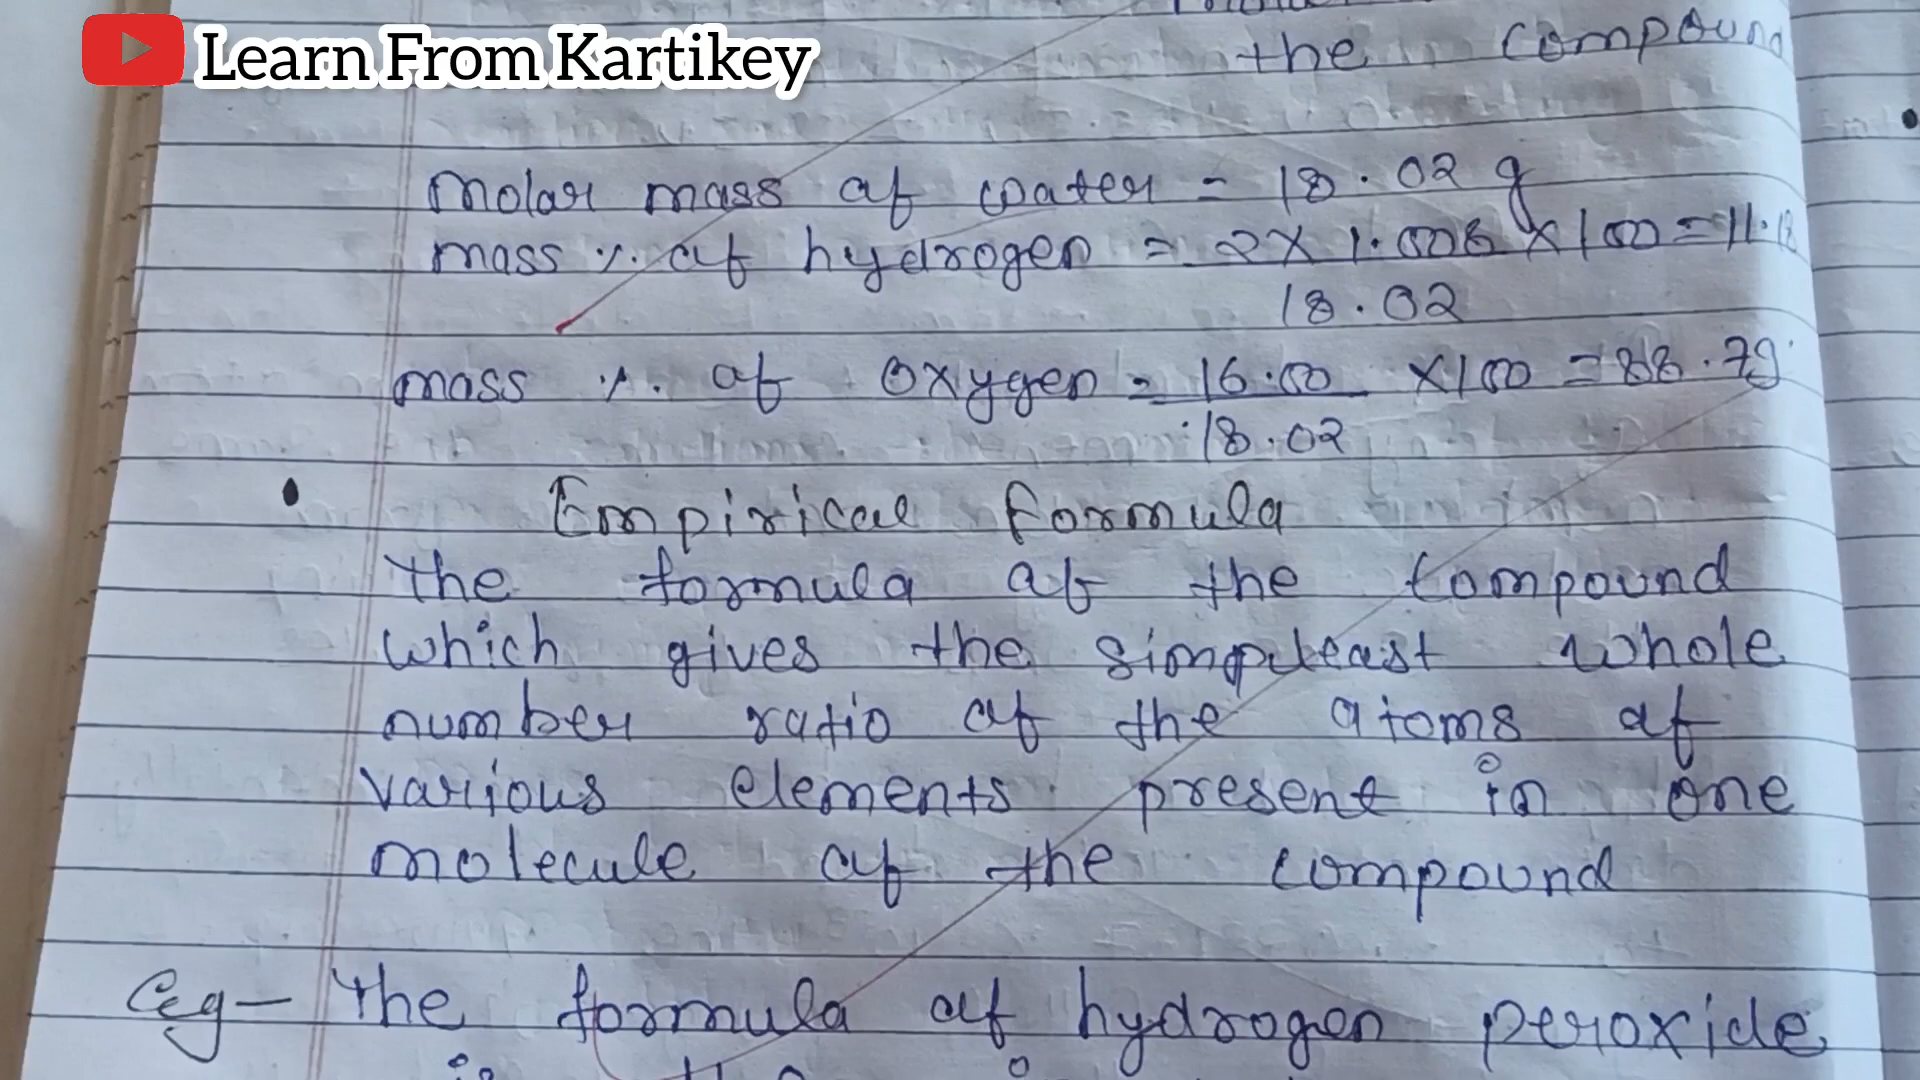 Learn From Kartikey
the compound
Molar mass of water = 18.02 g
mass %. of hydrogen = 2 x 1.008 x 100 = 11.18
18.02
mass %. of oxygen = 16.00 x 100 = 88.79
18.02
• Empirical formula
The formula of the compound
which gives the simpleast whole
number ratio of the atoms of
various elements present in one
molecule of the compound
Eg - The formula of hydrogen peroxide